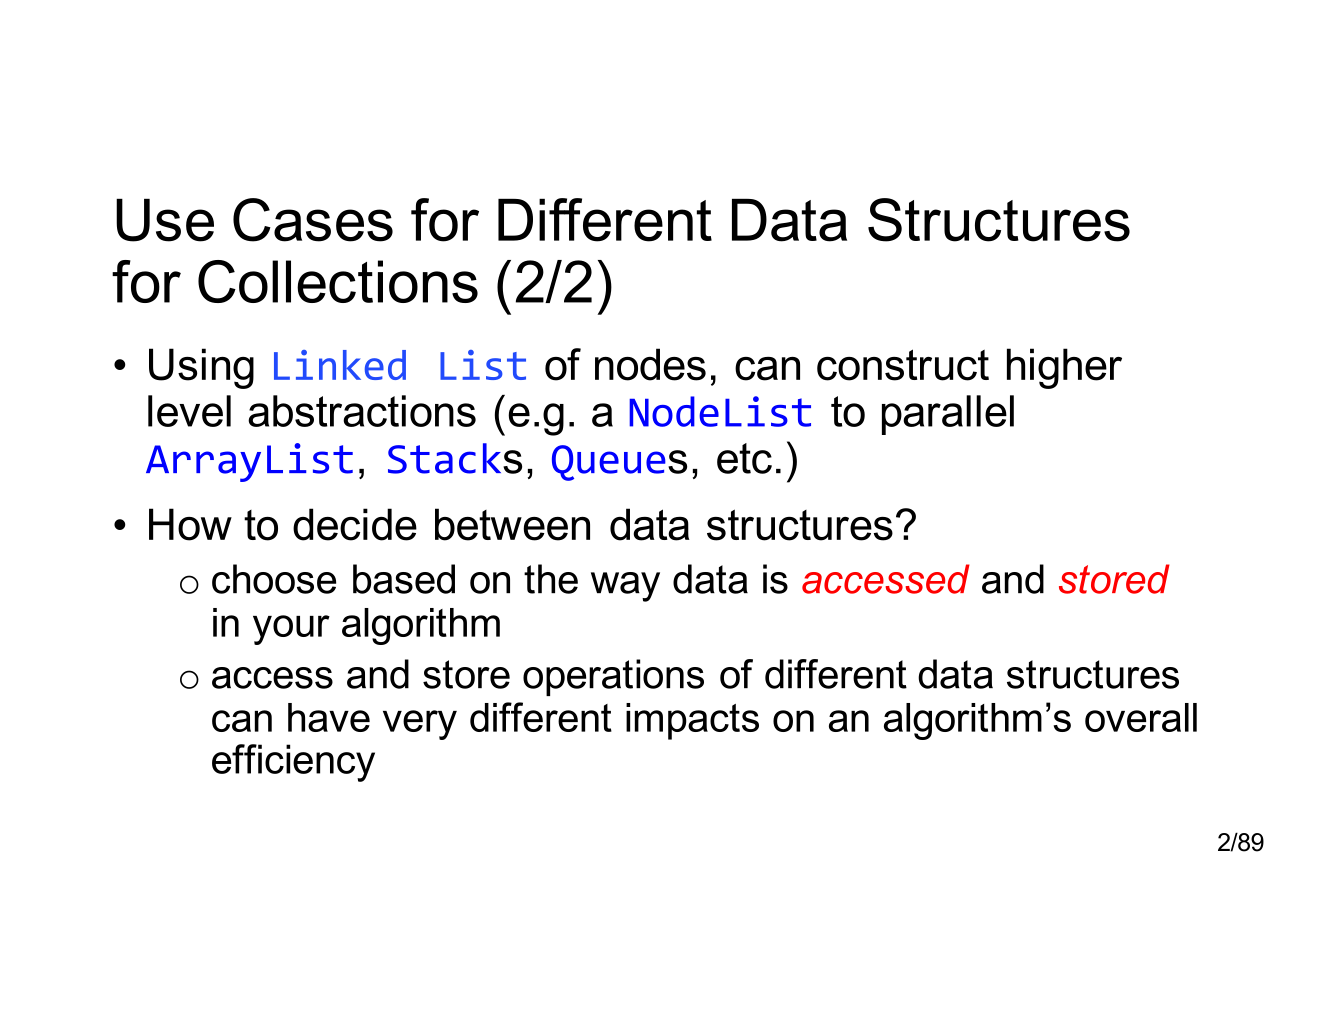 Use Cases for Different Data Structures
for Collections (2/2)
• Using Linked List of nodes, can construct higher
level abstractions (e.g. a NodeList to parallel
ArrayList, Stacks, Queues, etc.)
• How to decide between data structures?
o choose based on the way data is accessed and stored
in your algorithm
o access and store operations of different data structures
can have very different impacts on an algorithm’s overall
efficiency
2/89